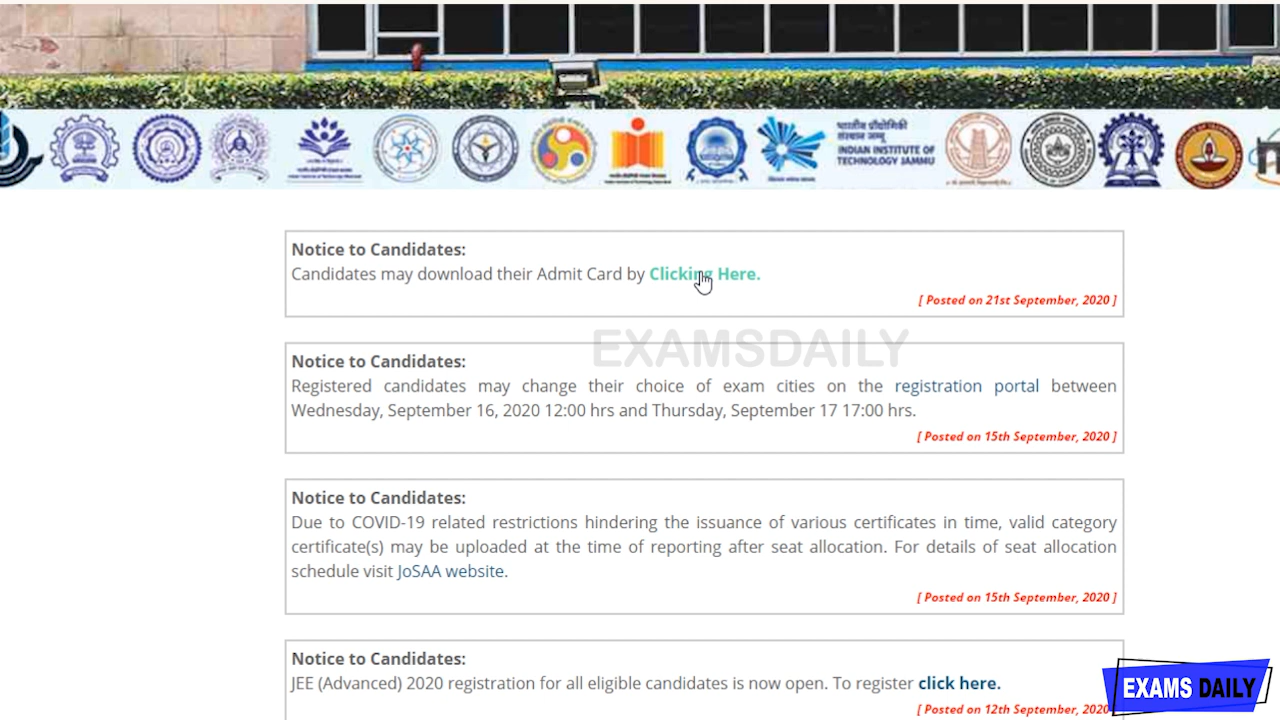 भारतीय प्रौद्योगिकी
संस्थान जम्मू
INDIAN INSTITUTE OF
TECHNOLOGY JAMMU
Notice to Candidates:
Candidates may download their Admit Card by Clicking Here.
[ Posted on 21st September, 2020 ]
EXAMSDAILY
Notice to Candidates:
Registered candidates may change their choice of exam cities on the registration portal between
Wednesday, September 16, 2020 12:00 hrs and Thursday, September 17 17:00 hrs.
[ Posted on 15th September, 2020 ]
Notice to Candidates:
Due to COVID-19 related restrictions hindering the issuance of various certificates in time, valid category
certificate(s) may be uploaded at the time of reporting after seat allocation. For details of seat allocation
schedule visit JoSAA website.
[ Posted on 15th September, 2020 ]
Notice to Candidates:
JEE (Advanced) 2020 registration for all eligible candidates is now open. To register click here.
[ Posted on 12th September, 2020
EXAMS DAILY